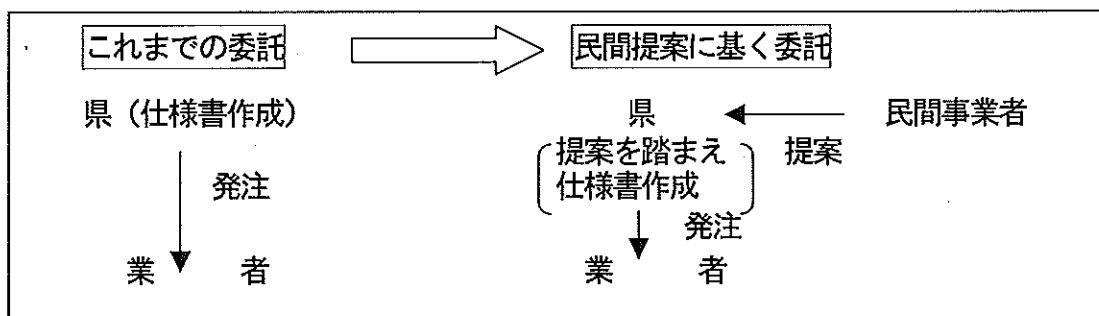 これまでの委託
民間提案に基く委託
県（仕様書作成）
発注
業 者
県
民間事業者
提案
提案を踏まえ
仕様書作成
発注
業 者